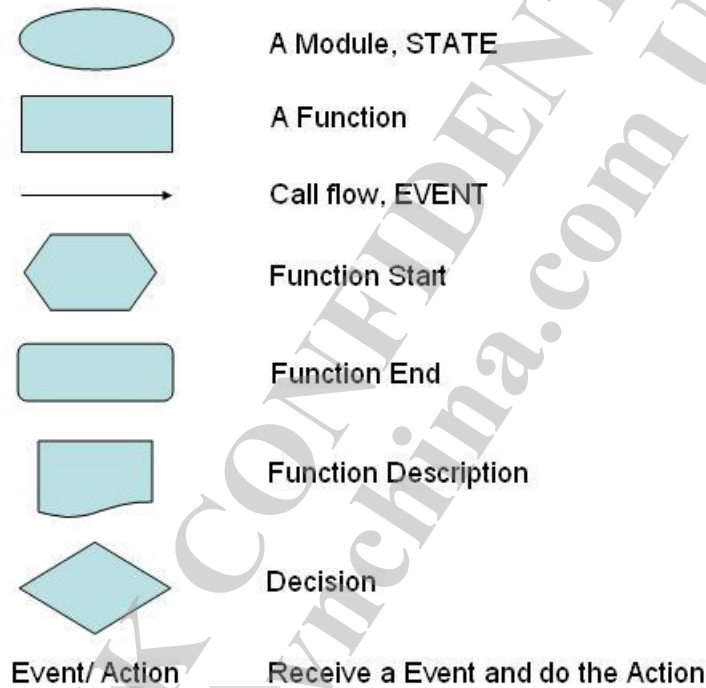 A Module, STATE
A Function
Call flow, EVENT
Function Start
Function End
Function Description
Decision
Event/ Action Receive a Event and do the Action